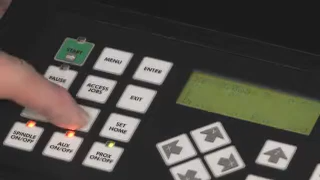 START
MENU
ENTER
PAUSE
ACCESS
JOBS
EXIT
SET
HOME
SPINDLE
ON/OFF
AUX
ON/OFF
PROX
ON/OFF